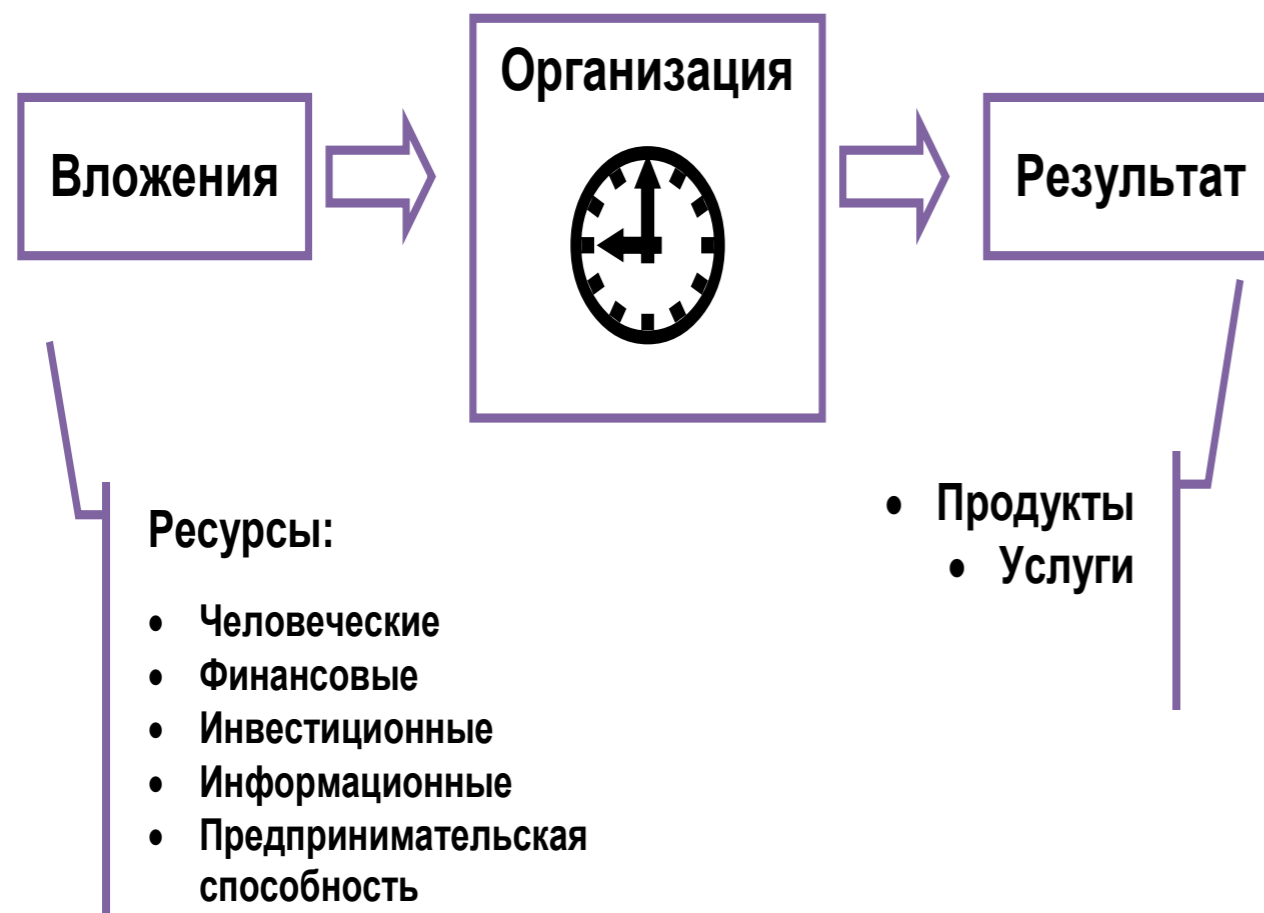 Организация
Вложения
Результат
Ресурсы:
• Человеческие
• Финансовые
• Инвестиционные
• Информационные
• Предпринимательская
способность
• Продукты
• Услуги